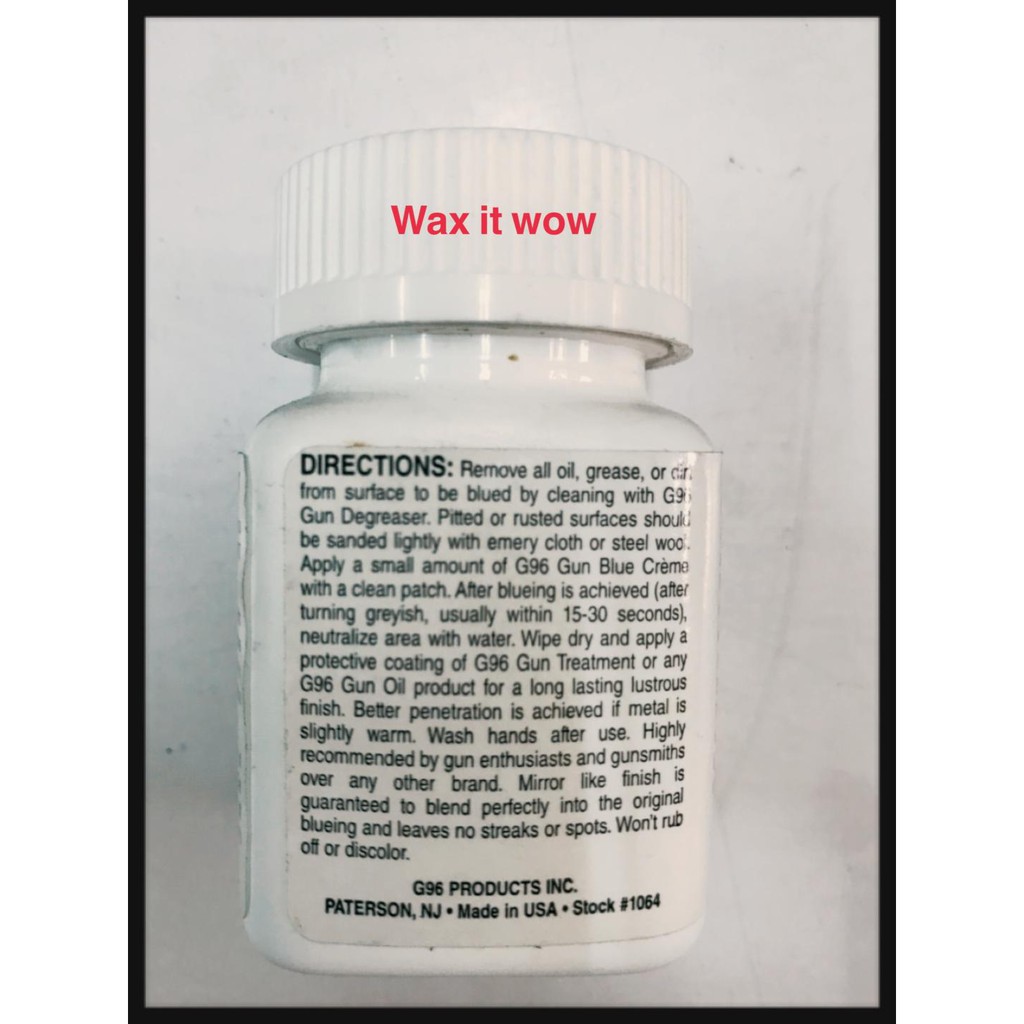 Wax it wow
DIRECTIONS: Remove all oil, grease, or dirt
from surface to be blued by cleaning with G96
Gun Degreaser. Pitted or rusted surfaces should
be sanded lightly with emery cloth or steel wool.
Apply a small amount of G96 Gun Blue Crème
with a clean patch. After blueing is achieved (after
turning greyish, usually within 15-30 seconds),
neutralize area with water. Wipe dry and apply a
protective coating of G96 Gun Treatment or any
G96 Gun Oil product for a long lasting lustrous
finish. Better penetration is achieved if metal is
slightly warm. Wash hands after use. Highly
recommended by gun enthusiasts and gunsmiths
over any other brand. Mirror like finish is
guaranteed to blend perfectly into the original
blueing and leaves no streaks or spots. Won't rub
off or discolor.
G96 PRODUCTS INC.
PATERSON, NJ • Made in USA • Stock #1064